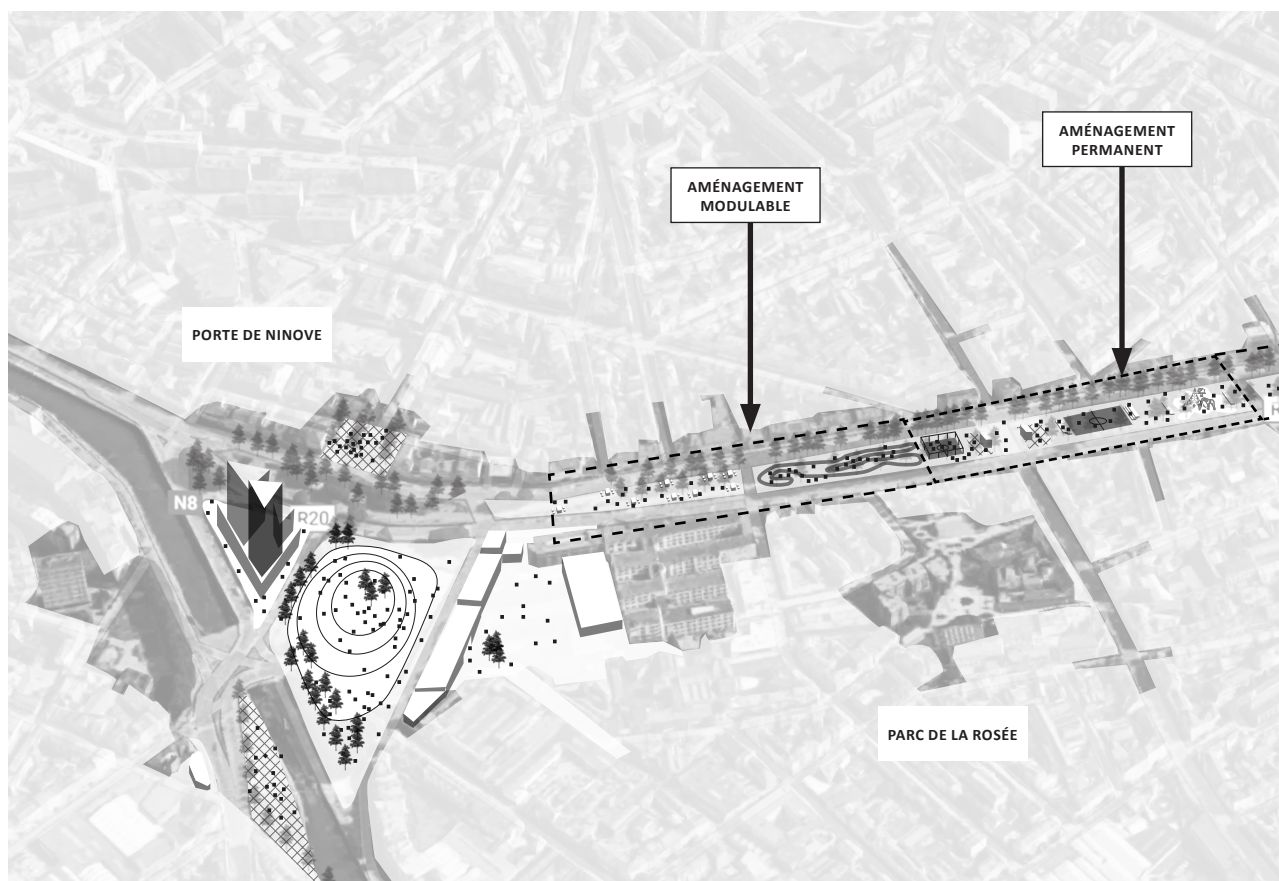 AMÉNAGEMENT
PERMANENT
AMÉNAGEMENT
MODULABLE
PORTE DE NINOVE
N8
R20
PARC DE LA ROSÉE